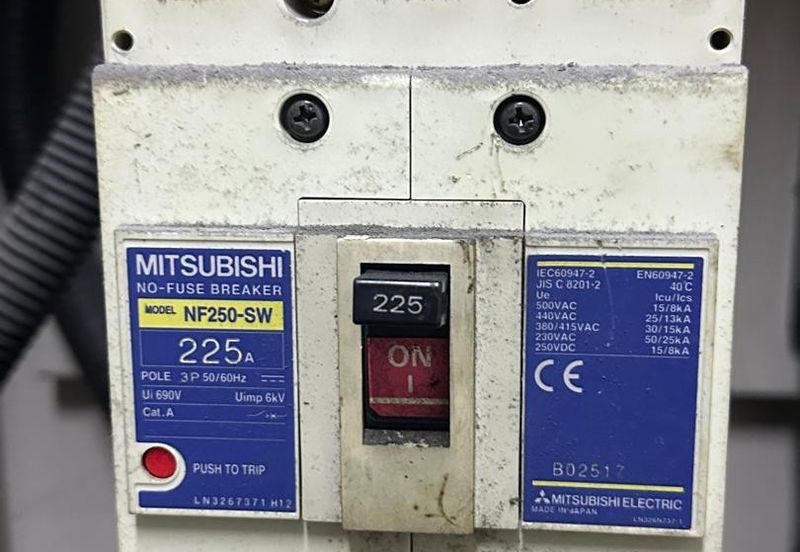 MITSUBISHI
NO-FUSE BREAKER
MODEL NF250-SW
225A
POLE 3P 50/60Hz
Ui 690V Uimp 6kV
Cat.A
PUSH TO TRIP
LN3267371 H12
225
ON
I
IEC60947-2 EN60947-2
JIS C 8201-2 40℃
Ue Icu/Ics
500VAC 15/8kA
440VAC 25/13kA
380/415VAC 30/15kA
230VAC 50/25kA
250VDC 15/8kA
CE
B02517
MITSUBISHI ELECTRIC
MADE IN JAPAN